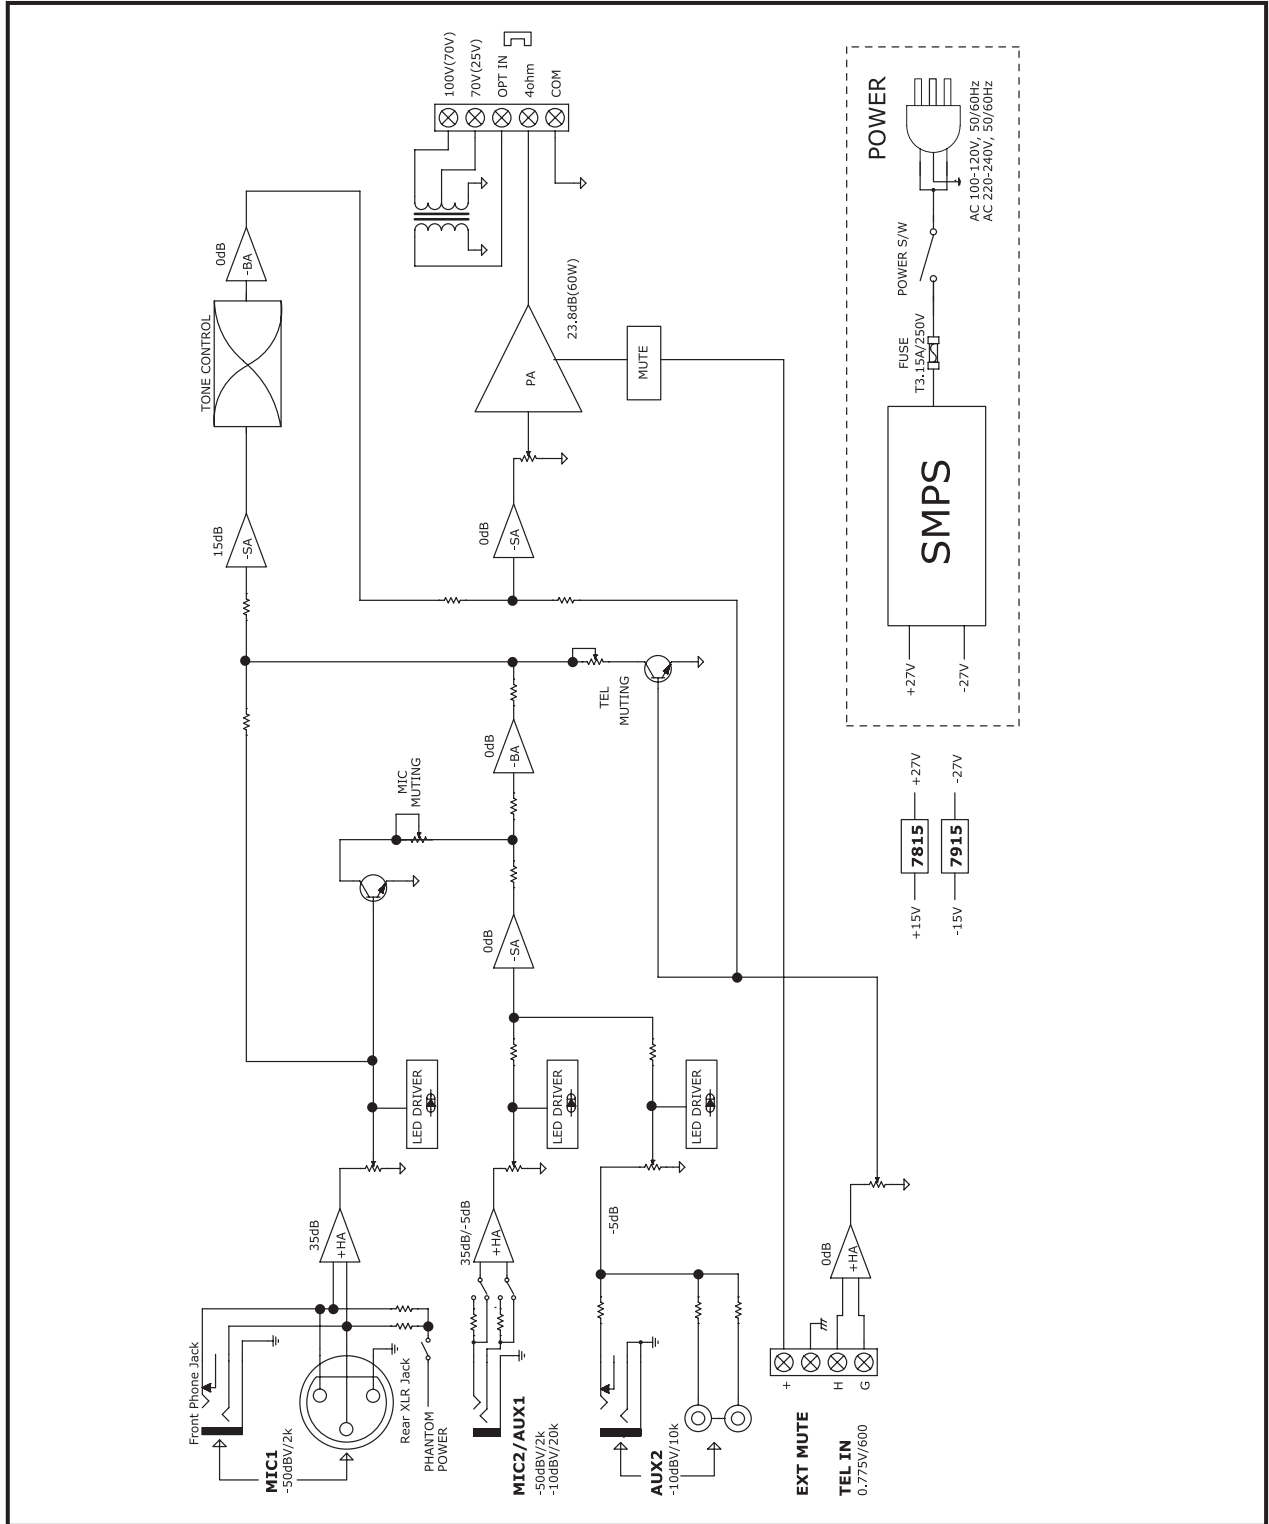 Front Phone Jack
MIC1
-50dBV/2k
Rear XLR Jack
PHANTOM
POWER
35dB
+HA
LED DRIVER
MIC2/AUX1
-50dBV/2k
-10dBV/20k
35dB/-5dB
+HA
LED DRIVER
AUX2
-10dBV/10k
-5dB
LED DRIVER
EXT MUTE
TEL IN
0.775V/600
+
H
G
0dB
+HA
0dB
-SA
MIC
MUTING
0dB
-BA
TEL
MUTING
15dB
-SA
TONE CONTROL
0dB
-BA
0dB
-SA
PA
23.8dB(60W)
MUTE
100V(70V)
70V(25V)
OPT IN
4ohm
COM
POWER
AC 100-120V, 50/60Hz
AC 220-240V, 50/60Hz
POWER S/W
FUSE
T3.15A/250V
SMPS
+27V
-27V
+15V
7815
+27V
-15V
7915
-27V